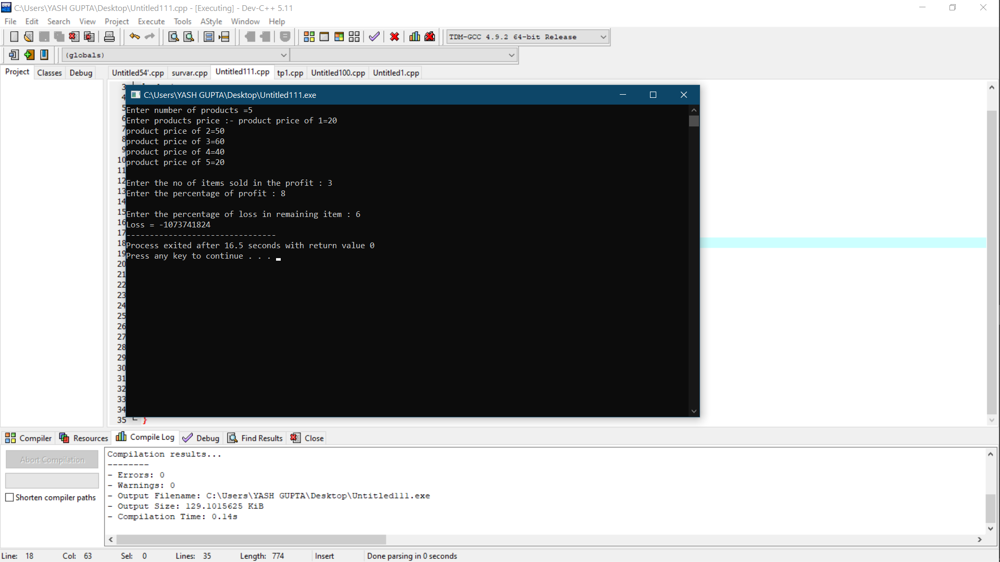 C:\Users\YASH GUPTA\Desktop\Untitled111.cpp - [Executing] - Dev-C++ 5.11
File Edit Search View Project Execute Tools AStyle Window Help
TDM-GCC 4.9.2 64-bit Release
(globals)
Project Classes Debug Untitled54'.cpp survar.cpp Untitled111.cpp tp1.cpp Untitled100.cpp Untitled1.cpp
C:\Users\YASH GUPTA\Desktop\Untitled111.exe
Enter number of products =5
Enter products price :- product price of 1=20
product price of 2=50
product price of 3=60
product price of 4=40
product price of 5=20
Enter the no of items sold in the profit : 3
Enter the percentage of profit : 8
Enter the percentage of loss in remaining item : 6
Loss = -1073741824
--------------------------------
Process exited after 16.5 seconds with return value 0
Press any key to continue . . .
3
4
5
6
7
8
9
10
11
12
13
14
15
16
17
18
19
20
21
22
23
24
25
26
27
28
29
30
31
32
33
34
35 }
Compiler Resources Compile Log Debug Find Results Close
Abort Compilation
Shorten compiler paths
Compilation results...
--------
- Errors: 0
- Warnings: 0
- Output Filename: C:\Users\YASH GUPTA\Desktop\Untitled111.exe
- Output Size: 129.1015625 KiB
- Compilation Time: 0.14s
Line: 18 Col: 63 Sel: 0 Lines: 35 Length: 774 Insert Done parsing in 0 seconds